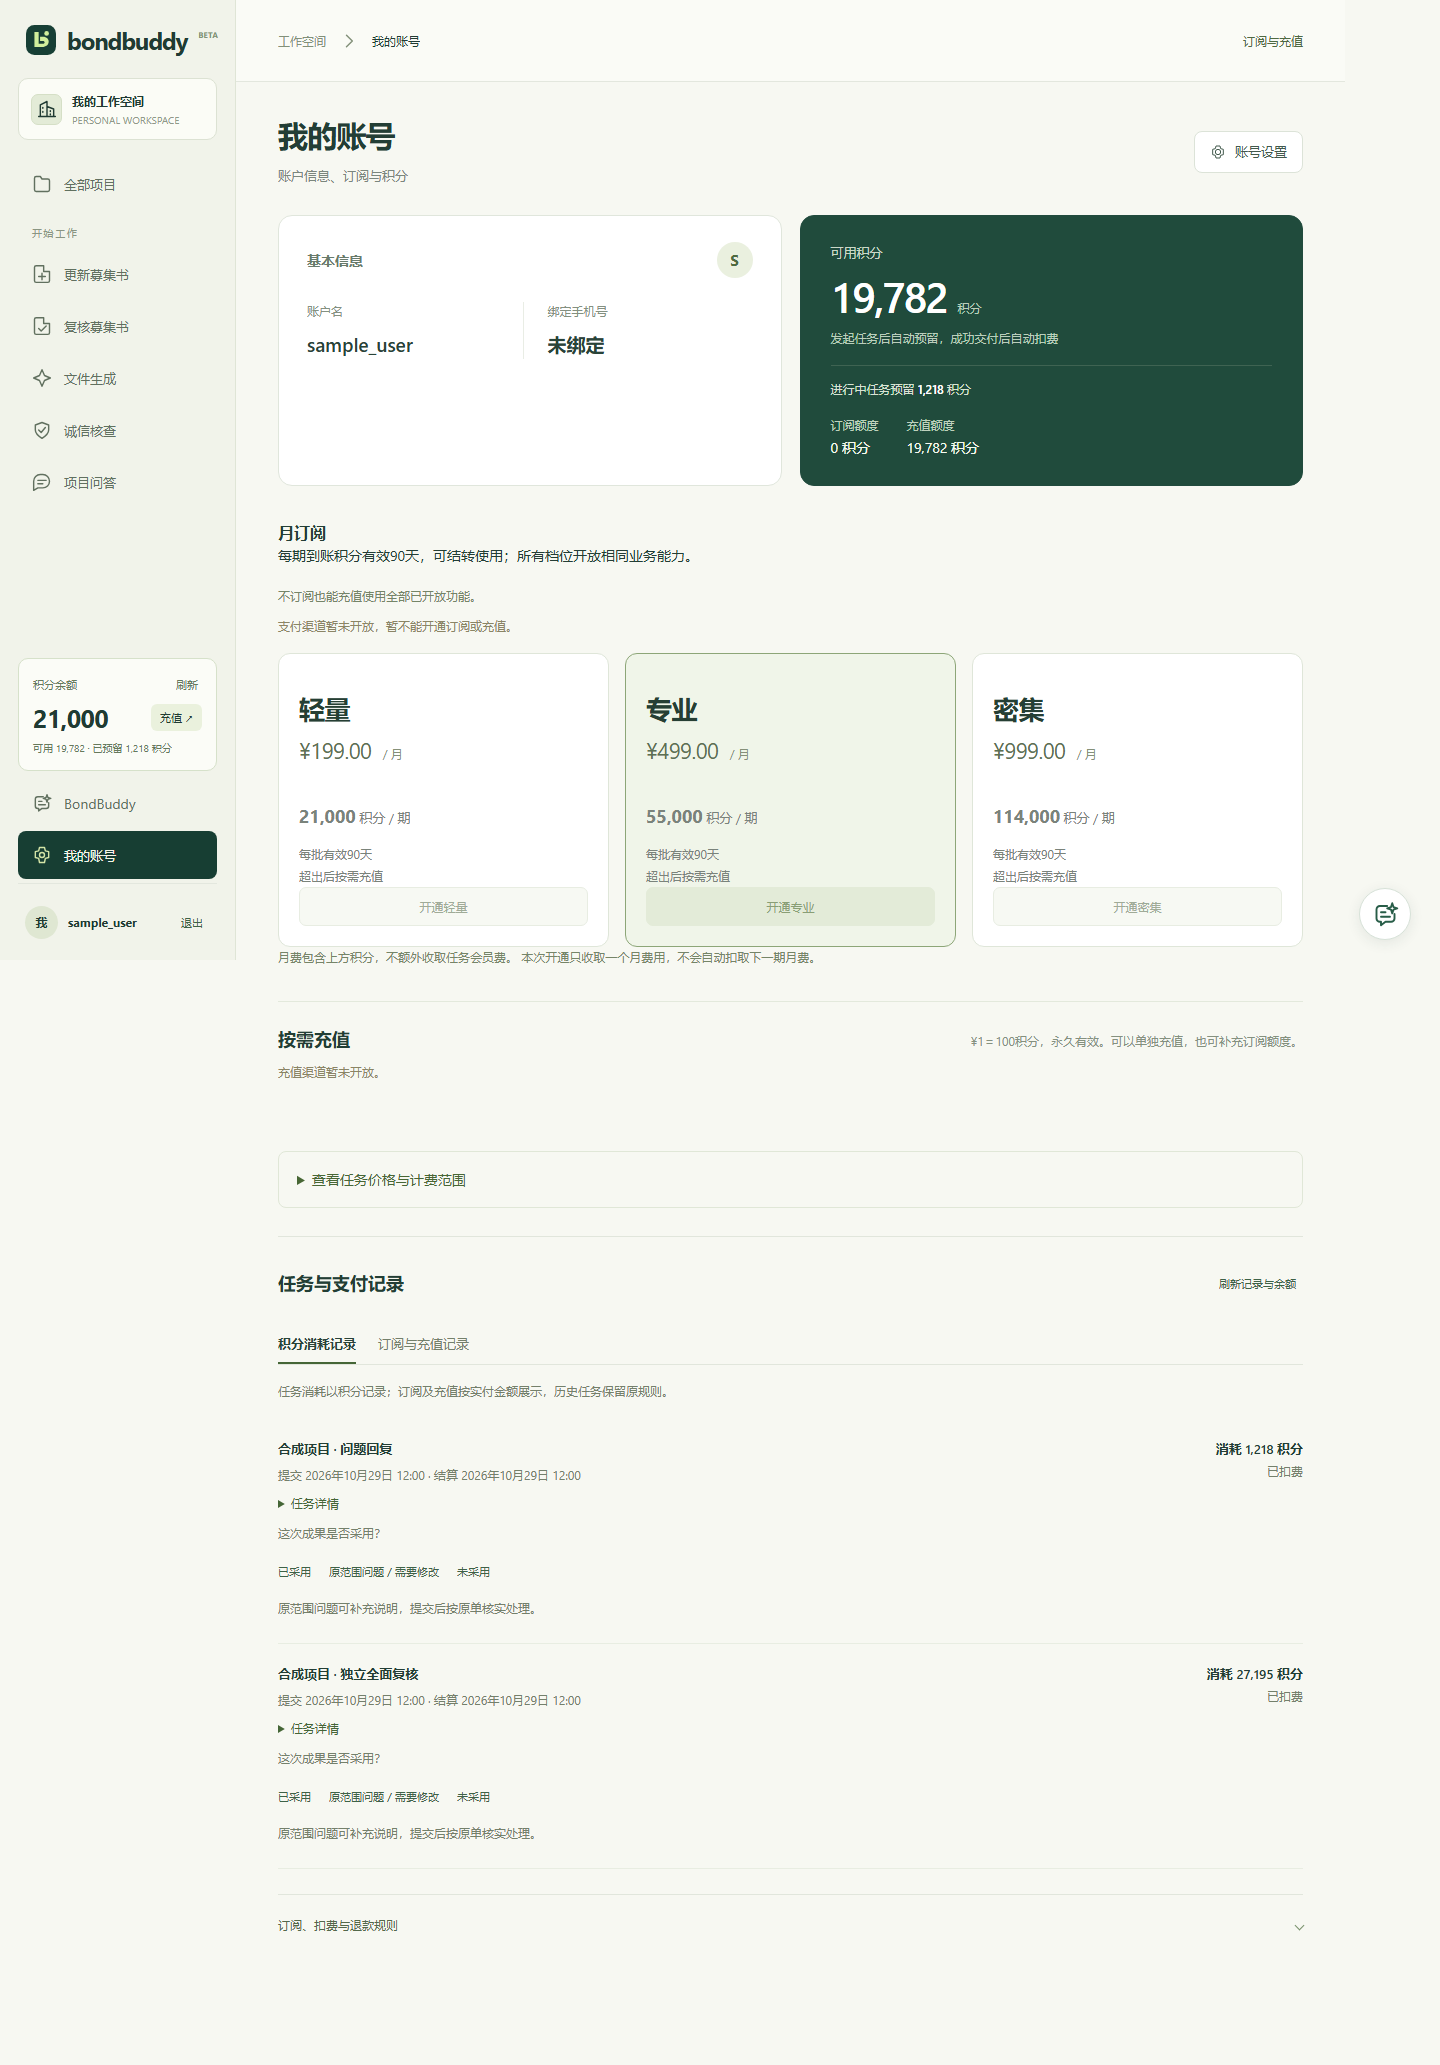 bondbuddy BETA
我的工作空间
PERSONAL WORKSPACE
全部项目
开始工作
更新募集书
复核募集书
文件生成
诚信核查
项目问答
积分余额 刷新
21,000 充值 ↗
可用 19,782 · 已预留 1,218 积分
BondBuddy
我的账号
我 sample_user 退出
工作空间 我的账号 订阅与充值
我的账号
账户信息、订阅与积分
账号设置
基本信息 S
账户名 绑定手机号
sample_user 未绑定
可用积分
19,782 积分
发起任务后自动预留，成功交付后自动扣费
进行中任务预留 1,218 积分
订阅额度 充值额度
0 积分 19,782 积分
月订阅
每期到账积分有效90天，可结转使用；所有档位开放相同业务能力。
不订阅也能充值使用全部已开放功能。
支付渠道暂未开放，暂不能开通订阅或充值。
轻量
¥199.00 / 月
21,000 积分 / 期
每批有效90天
超出后按需充值
开通轻量
专业
¥499.00 / 月
55,000 积分 / 期
每批有效90天
超出后按需充值
开通专业
密集
¥999.00 / 月
114,000 积分 / 期
每批有效90天
超出后按需充值
开通密集
月费包含上方积分，不额外收取任务会员费。 本次开通只收取一个月费用，不会自动扣取下一期月费。
按需充值 ¥1 = 100积分，永久有效。可以单独充值，也可补充订阅额度。
充值渠道暂未开放。
查看任务价格与计费范围
任务与支付记录 刷新记录与余额
积分消耗记录 订阅与充值记录
任务消耗以积分记录；订阅及充值按实付金额展示，历史任务保留原规则。
合成项目 · 问题回复 消耗 1,218 积分
提交 2026年10月29日 12:00 · 结算 2026年10月29日 12:00 已扣费
任务详情
这次成果是否采用？
已采用 原范围问题 / 需要修改 未采用
原范围问题可补充说明，提交后按原单核实处理。
合成项目 · 独立全面复核 消耗 27,195 积分
提交 2026年10月29日 12:00 · 结算 2026年10月29日 12:00 已扣费
任务详情
这次成果是否采用？
已采用 原范围问题 / 需要修改 未采用
原范围问题可补充说明，提交后按原单核实处理。
订阅、扣费与退款规则